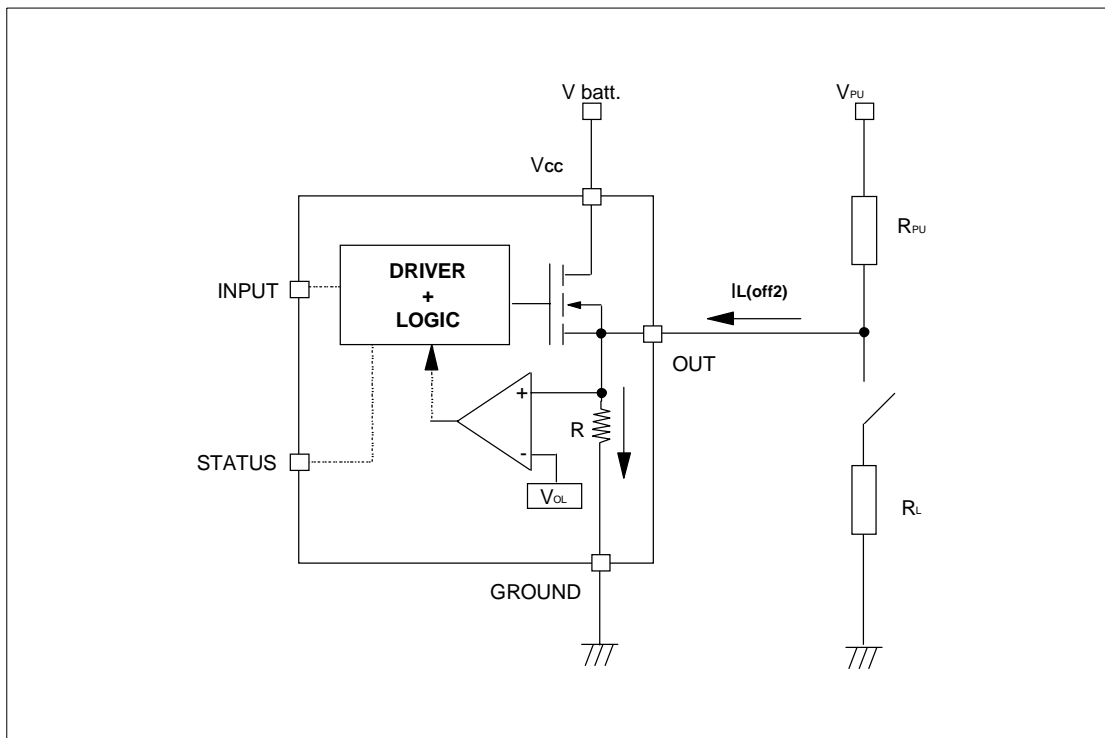 V batt.
VPU
Vcc
RPU
DRIVER
+
LOGIC
INPUT
IL(off2)
OUT
+
R
-
STATUS
VOL
RL
GROUND